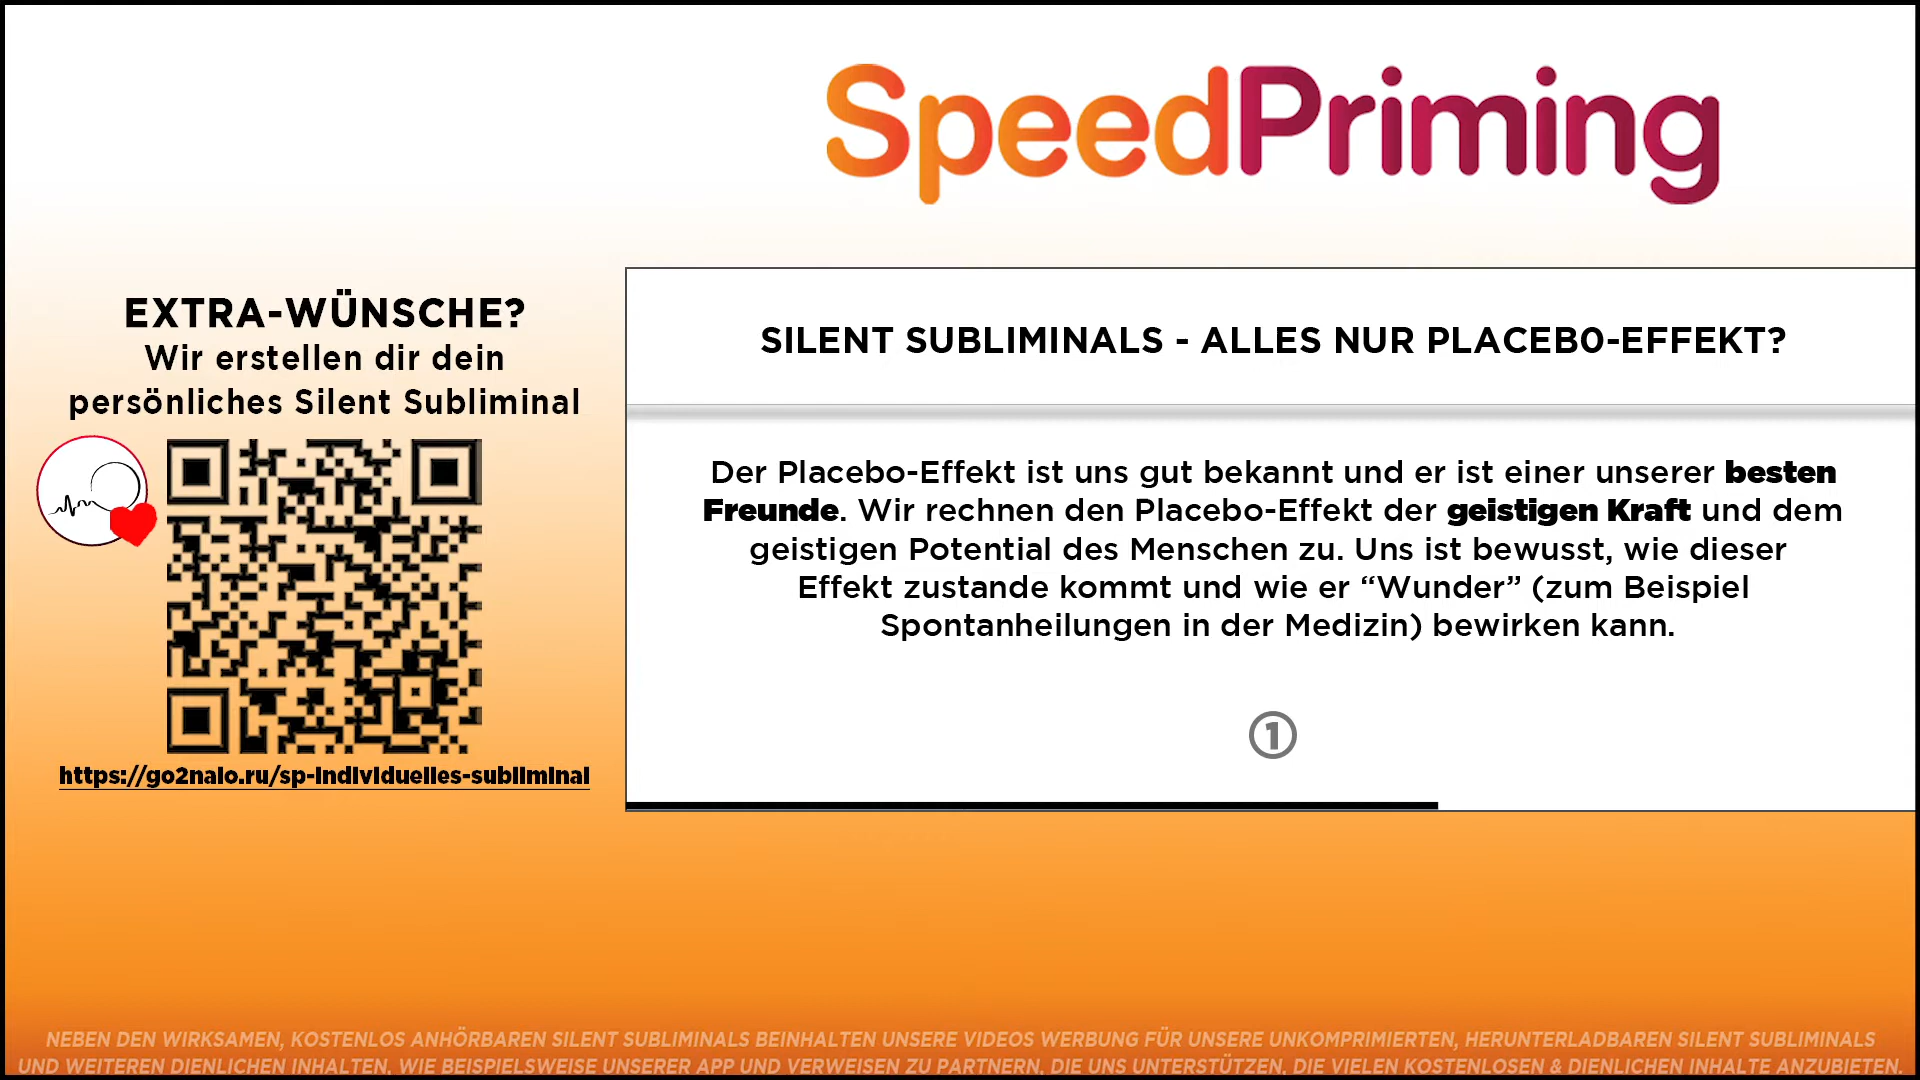 SpeedPriming
EXTRA-WÜNSCHE?
Wir erstellen dir dein
persönliches Silent Subliminal
https://go2nalo.ru/sp-individuelles-subliminal
SILENT SUBLIMINALS - ALLES NUR PLACEB0-EFFEKT?
Der Placebo-Effekt ist uns gut bekannt und er ist einer unserer besten
Freunde. Wir rechnen den Placebo-Effekt der geistigen Kraft und dem
geistigen Potential des Menschen zu. Uns ist bewusst, wie dieser
Effekt zustande kommt und wie er “Wunder” (zum Beispiel
Spontanheilungen in der Medizin) bewirken kann.
1
NEBEN DEN WIRKSAMEN, KOSTENLOS ANHÖRBAREN SILENT SUBLIMINALS BEINHALTEN UNSERE VIDEOS WERBUNG FÜR UNSERE UNKOMPRIMIERTEN, HERUNTERLADBAREN SILENT SUBLIMINALS
UND WEITEREN DIENLICHEN INHALTEN, WIE BEISPIELSWEISE UNSERER APP UND VERWEISEN ZU PARTNERN, DIE UNS UNTERSTÜTZEN, DIE VIELEN KOSTENLOSEN & DIENLICHEN INHALTE ANZUBIETEN.